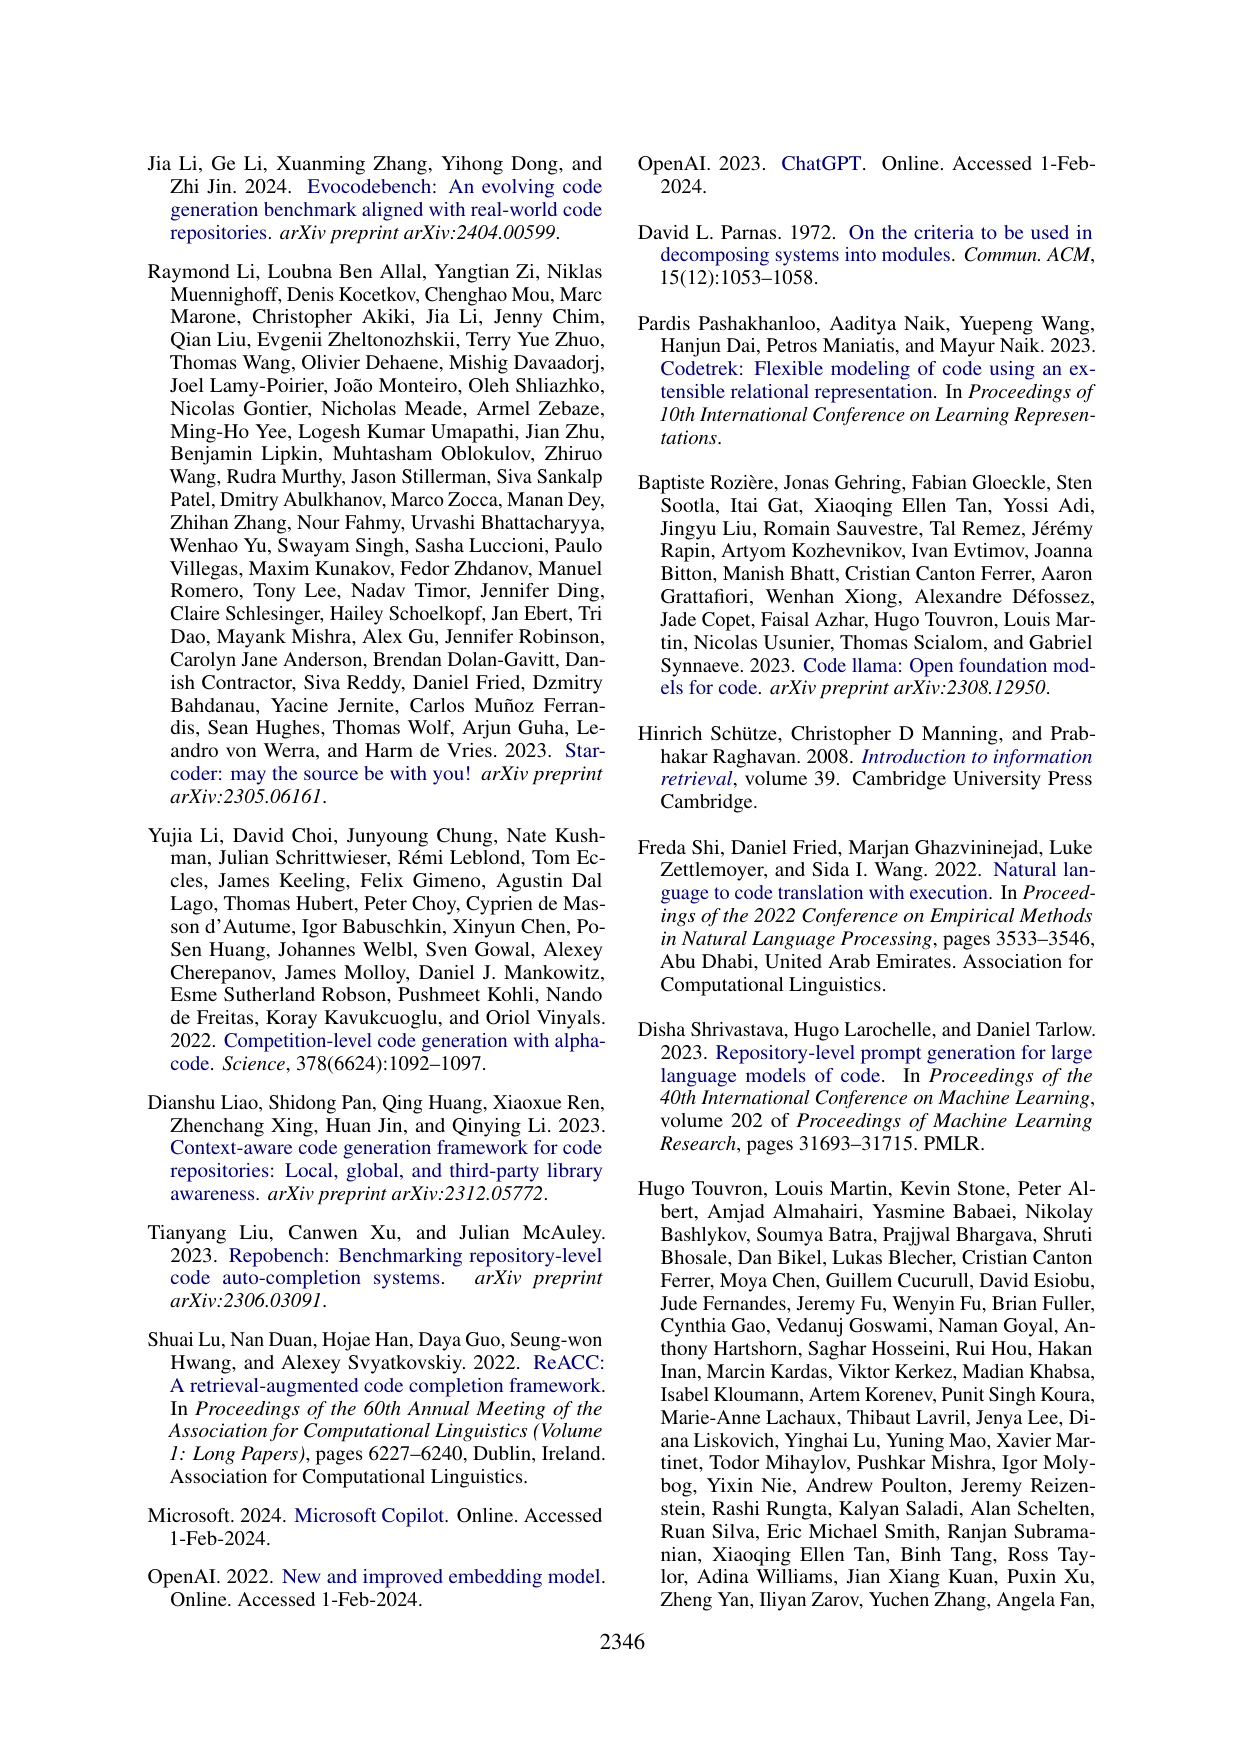 Jia Li, Ge Li, Xuanming Zhang, Yihong Dong, and
Zhi Jin. 2024. Evocodebench: An evolving code
generation benchmark aligned with real-world code
repositories. arXiv preprint arXiv:2404.00599.
Raymond Li, Loubna Ben Allal, Yangtian Zi, Niklas
Muennighoff, Denis Kocetkov, Chenghao Mou, Marc
Marone, Christopher Akiki, Jia Li, Jenny Chim,
Qian Liu, Evgenii Zheltonozhskii, Terry Yue Zhuo,
Thomas Wang, Olivier Dehaene, Mishig Davaadorj,
Joel Lamy-Poirier, João Monteiro, Oleh Shliazhko,
Nicolas Gontier, Nicholas Meade, Armel Zebaze,
Ming-Ho Yee, Logesh Kumar Umapathi, Jian Zhu,
Benjamin Lipkin, Muhtasham Oblokulov, Zhiruo
Wang, Rudra Murthy, Jason Stillerman, Siva Sankalp
Patel, Dmitry Abulkhanov, Marco Zocca, Manan Dey,
Zhihan Zhang, Nour Fahmy, Urvashi Bhattacharyya,
Wenhao Yu, Swayam Singh, Sasha Luccioni, Paulo
Villegas, Maxim Kunakov, Fedor Zhdanov, Manuel
Romero, Tony Lee, Nadav Timor, Jennifer Ding,
Claire Schlesinger, Hailey Schoelkopf, Jan Ebert, Tri
Dao, Mayank Mishra, Alex Gu, Jennifer Robinson,
Carolyn Jane Anderson, Brendan Dolan-Gavitt, Dan-
ish Contractor, Siva Reddy, Daniel Fried, Dzmitry
Bahdanau, Yacine Jernite, Carlos Muñoz Ferran-
dis, Sean Hughes, Thomas Wolf, Arjun Guha, Le-
andro von Werra, and Harm de Vries. 2023. Star-
coder: may the source be with you! arXiv preprint
arXiv:2305.06161.
Yujia Li, David Choi, Junyoung Chung, Nate Kush-
man, Julian Schrittwieser, Rémi Leblond, Tom Ec-
cles, James Keeling, Felix Gimeno, Agustin Dal
Lago, Thomas Hubert, Peter Choy, Cyprien de Mas-
son d'Autume, Igor Babuschkin, Xinyun Chen, Po-
Sen Huang, Johannes Welbl, Sven Gowal, Alexey
Cherepanov, James Molloy, Daniel J. Mankowitz,
Esme Sutherland Robson, Pushmeet Kohli, Nando
de Freitas, Koray Kavukcuoglu, and Oriol Vinyals.
2022. Competition-level code generation with alpha-
code. Science, 378(6624):1092–1097.
Dianshu Liao, Shidong Pan, Qing Huang, Xiaoxue Ren,
Zhenchang Xing, Huan Jin, and Qinying Li. 2023.
Context-aware code generation framework for code
repositories: Local, global, and third-party library
awareness. arXiv preprint arXiv:2312.05772.
Tianyang Liu, Canwen Xu, and Julian McAuley.
2023. Repobench: Benchmarking repository-level
code auto-completion systems. arXiv preprint
arXiv:2306.03091.
Shuai Lu, Nan Duan, Hojae Han, Daya Guo, Seung-won
Hwang, and Alexey Svyatkovskiy. 2022. ReACC:
A retrieval-augmented code completion framework.
In Proceedings of the 60th Annual Meeting of the
Association for Computational Linguistics (Volume
1: Long Papers), pages 6227–6240, Dublin, Ireland.
Association for Computational Linguistics.
Microsoft. 2024. Microsoft Copilot. Online. Accessed
1-Feb-2024.
OpenAI. 2022. New and improved embedding model.
Online. Accessed 1-Feb-2024.
OpenAI. 2023. ChatGPT. Online. Accessed 1-Feb-
2024.
David L. Parnas. 1972. On the criteria to be used in
decomposing systems into modules. Commun. ACM,
15(12):1053–1058.
Pardis Pashakhanloo, Aaditya Naik, Yuepeng Wang,
Hanjun Dai, Petros Maniatis, and Mayur Naik. 2023.
Codetrek: Flexible modeling of code using an ex-
tensible relational representation. In Proceedings of
10th International Conference on Learning Represen-
tations.
Baptiste Rozière, Jonas Gehring, Fabian Gloeckle, Sten
Sootla, Itai Gat, Xiaoqing Ellen Tan, Yossi Adi,
Jingyu Liu, Romain Sauvestre, Tal Remez, Jérémy
Rapin, Artyom Kozhevnikov, Ivan Evtimov, Joanna
Bitton, Manish Bhatt, Cristian Canton Ferrer, Aaron
Grattafiori, Wenhan Xiong, Alexandre Défossez,
Jade Copet, Faisal Azhar, Hugo Touvron, Louis Mar-
tin, Nicolas Usunier, Thomas Scialom, and Gabriel
Synnaeve. 2023. Code llama: Open foundation mod-
els for code. arXiv preprint arXiv:2308.12950.
Hinrich Schütze, Christopher D Manning, and Prab-
hakar Raghavan. 2008. Introduction to information
retrieval, volume 39. Cambridge University Press
Cambridge.
Freda Shi, Daniel Fried, Marjan Ghazvininejad, Luke
Zettlemoyer, and Sida I. Wang. 2022. Natural lan-
guage to code translation with execution. In Proceed-
ings of the 2022 Conference on Empirical Methods
in Natural Language Processing, pages 3533–3546,
Abu Dhabi, United Arab Emirates. Association for
Computational Linguistics.
Disha Shrivastava, Hugo Larochelle, and Daniel Tarlow.
2023. Repository-level prompt generation for large
language models of code. In Proceedings of the
40th International Conference on Machine Learning,
volume 202 of Proceedings of Machine Learning
Research, pages 31693–31715. PMLR.
Hugo Touvron, Louis Martin, Kevin Stone, Peter Al-
bert, Amjad Almahairi, Yasmine Babaei, Nikolay
Bashlykov, Soumya Batra, Prajjwal Bhargava, Shruti
Bhosale, Dan Bikel, Lukas Blecher, Cristian Canton
Ferrer, Moya Chen, Guillem Cucurull, David Esiobu,
Jude Fernandes, Jeremy Fu, Wenyin Fu, Brian Fuller,
Cynthia Gao, Vedanuj Goswami, Naman Goyal, An-
thony Hartshorn, Saghar Hosseini, Rui Hou, Hakan
Inan, Marcin Kardas, Viktor Kerkez, Madian Khabsa,
Isabel Kloumann, Artem Korenev, Punit Singh Koura,
Marie-Anne Lachaux, Thibaut Lavril, Jenya Lee, Di-
ana Liskovich, Yinghai Lu, Yuning Mao, Xavier Mar-
tinet, Todor Mihaylov, Pushkar Mishra, Igor Moly-
bog, Yixin Nie, Andrew Poulton, Jeremy Reizen-
stein, Rashi Rungta, Kalyan Saladi, Alan Schelten,
Ruan Silva, Eric Michael Smith, Ranjan Subrama-
nian, Xiaoqing Ellen Tan, Binh Tang, Ross Tay-
lor, Adina Williams, Jian Xiang Kuan, Puxin Xu,
Zheng Yan, Iliyan Zarov, Yuchen Zhang, Angela Fan,
2346